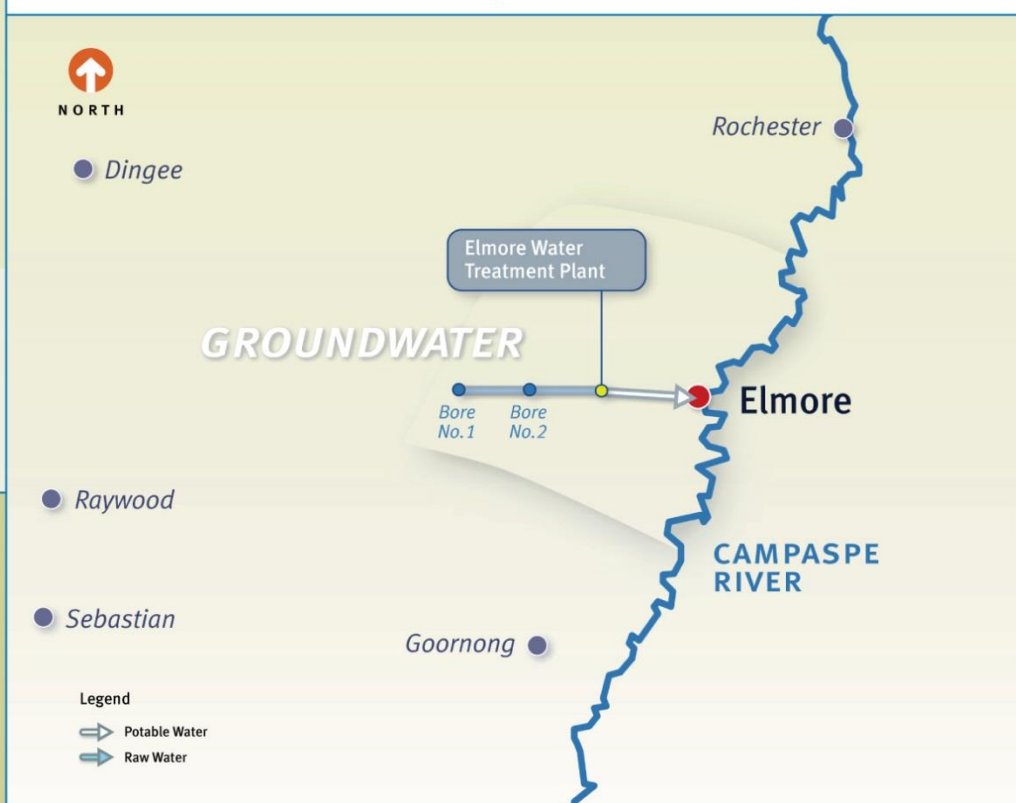 NORTH
Rochester
Dingee
Elmore Water
Treatment Plant
GROUNDWATER
Bore
No.1
Bore
No.2
Elmore
Raywood
CAMPASPE
RIVER
Sebastian
Goornong
Legend
Potable Water
Raw Water